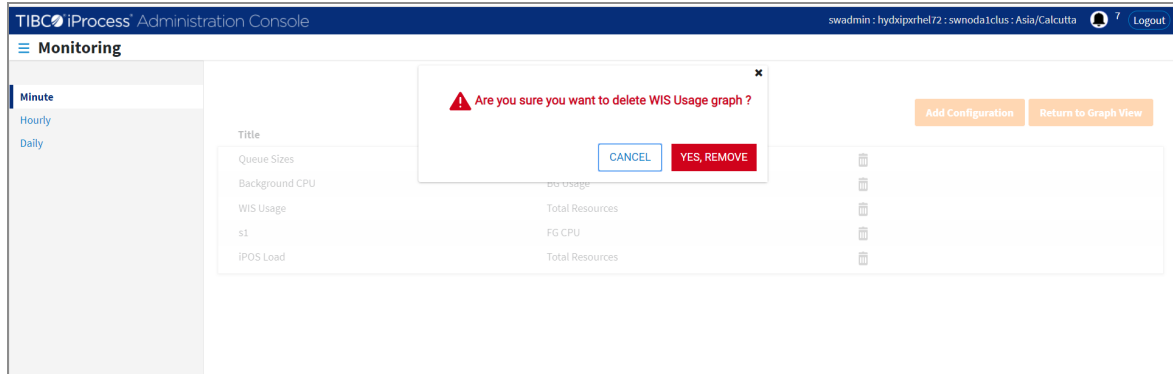 TIBCO iProcess® Administration Console
swadmin : hydxipxrhel72 : swnoda1clus : Asia/Calcutta 7 Logout
Monitoring
Minute
Hourly
Daily
Are you sure you want to delete WIS Usage graph ?
CANCEL YES, REMOVE
Add Configuration Return to Graph View
Title
Queue Sizes
Background CPU BG Usage
WIS Usage Total Resources
s1 FG CPU
iPOS Load Total Resources